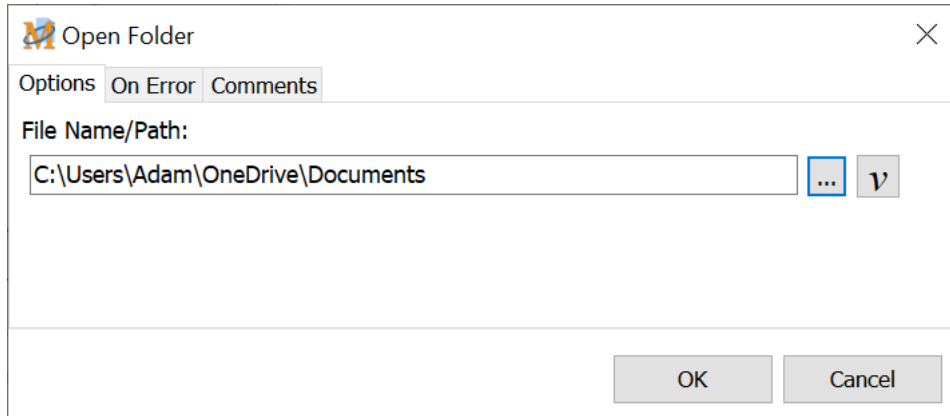 Open Folder
Options On Error Comments
File Name/Path:
C:\Users\Adam\OneDrive\Documents ... v
OK Cancel